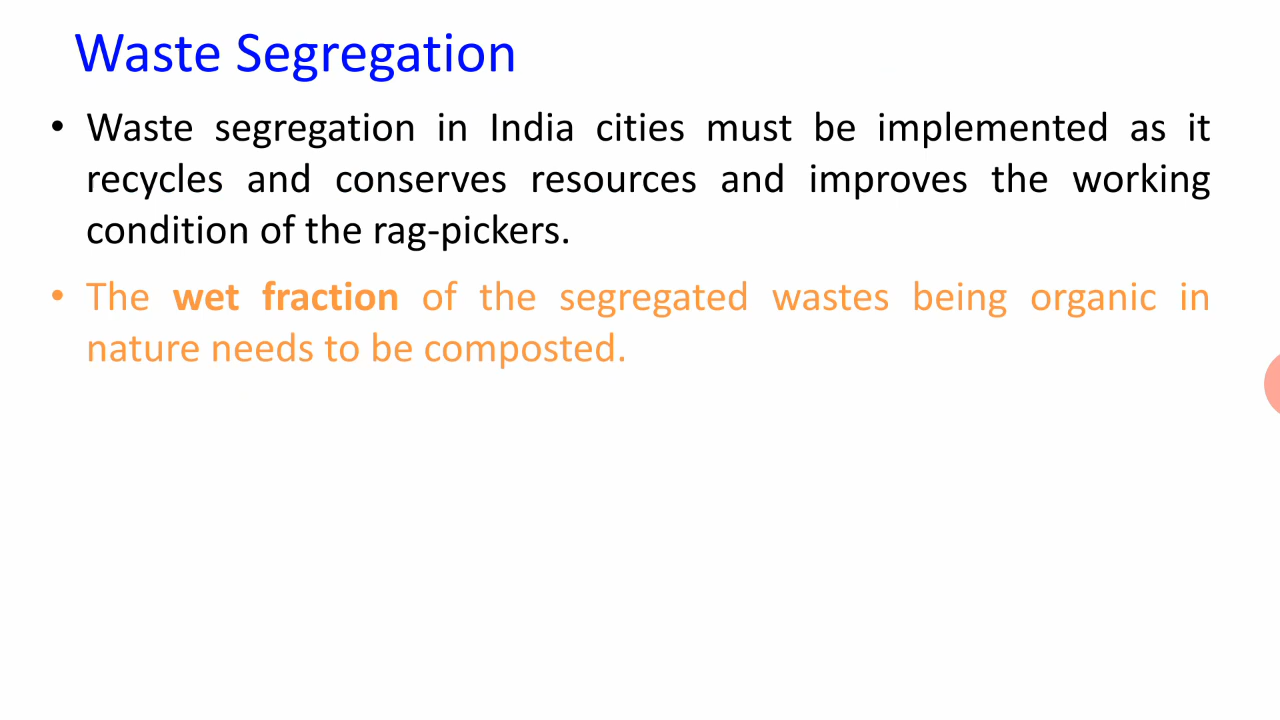 Waste Segregation
• Waste segregation in India cities must be implemented as it
recycles and conserves resources and improves the working
condition of the rag-pickers.
• The wet fraction of the segregated wastes being organic in
nature needs to be composted.